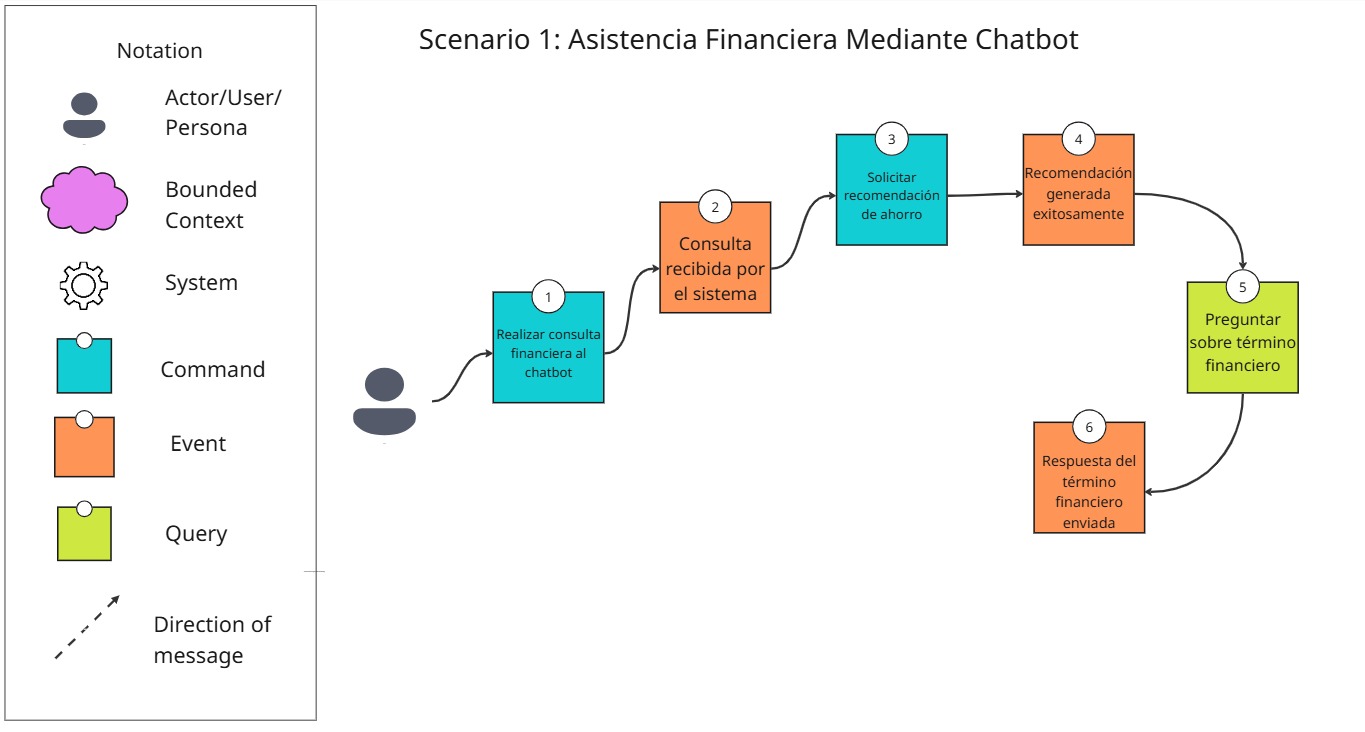 Notation
Actor/User/
Persona
Bounded
Context
System
Command
Event
Query
Direction of
message
Scenario 1: Asistencia Financiera Mediante Chatbot
1
Realizar consulta
financiera al
chatbot
2
Consulta
recibida por
el sistema
3
Solicitar
recomendación
de ahorro
4
Recomendación
generada
exitosamente
5
Preguntar
sobre término
financiero
6
Respuesta del
término
financiero
enviada